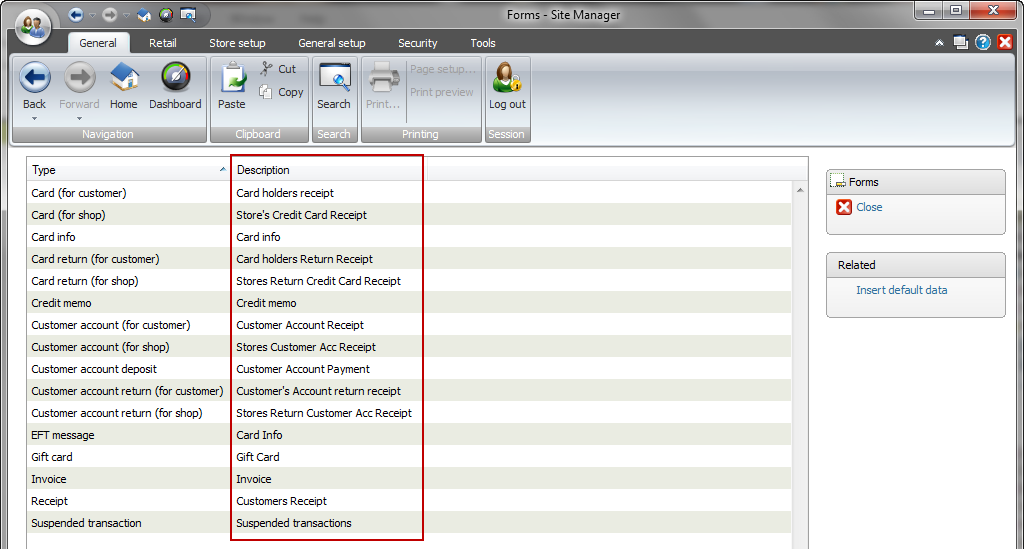 Forms - Site Manager
General Retail Store setup General setup Security Tools
Back Forward Home Dashboard Paste Cut Copy Search Print... Page setup... Print preview Log out
Navigation Clipboard Search Printing Session
Type Description
Card (for customer) Card holders receipt
Card (for shop) Store's Credit Card Receipt
Card info Card info
Card return (for customer) Card holders Return Receipt
Card return (for shop) Stores Return Credit Card Receipt
Credit memo Credit memo
Customer account (for customer) Customer Account Receipt
Customer account (for shop) Stores Customer Acc Receipt
Customer account deposit Customer Account Payment
Customer account return (for customer) Customer's Account return receipt
Customer account return (for shop) Stores Return Customer Acc Receipt
EFT message Card Info
Gift card Gift Card
Invoice Invoice
Receipt Customers Receipt
Suspended transaction Suspended transactions
Forms
Close
Related
Insert default data